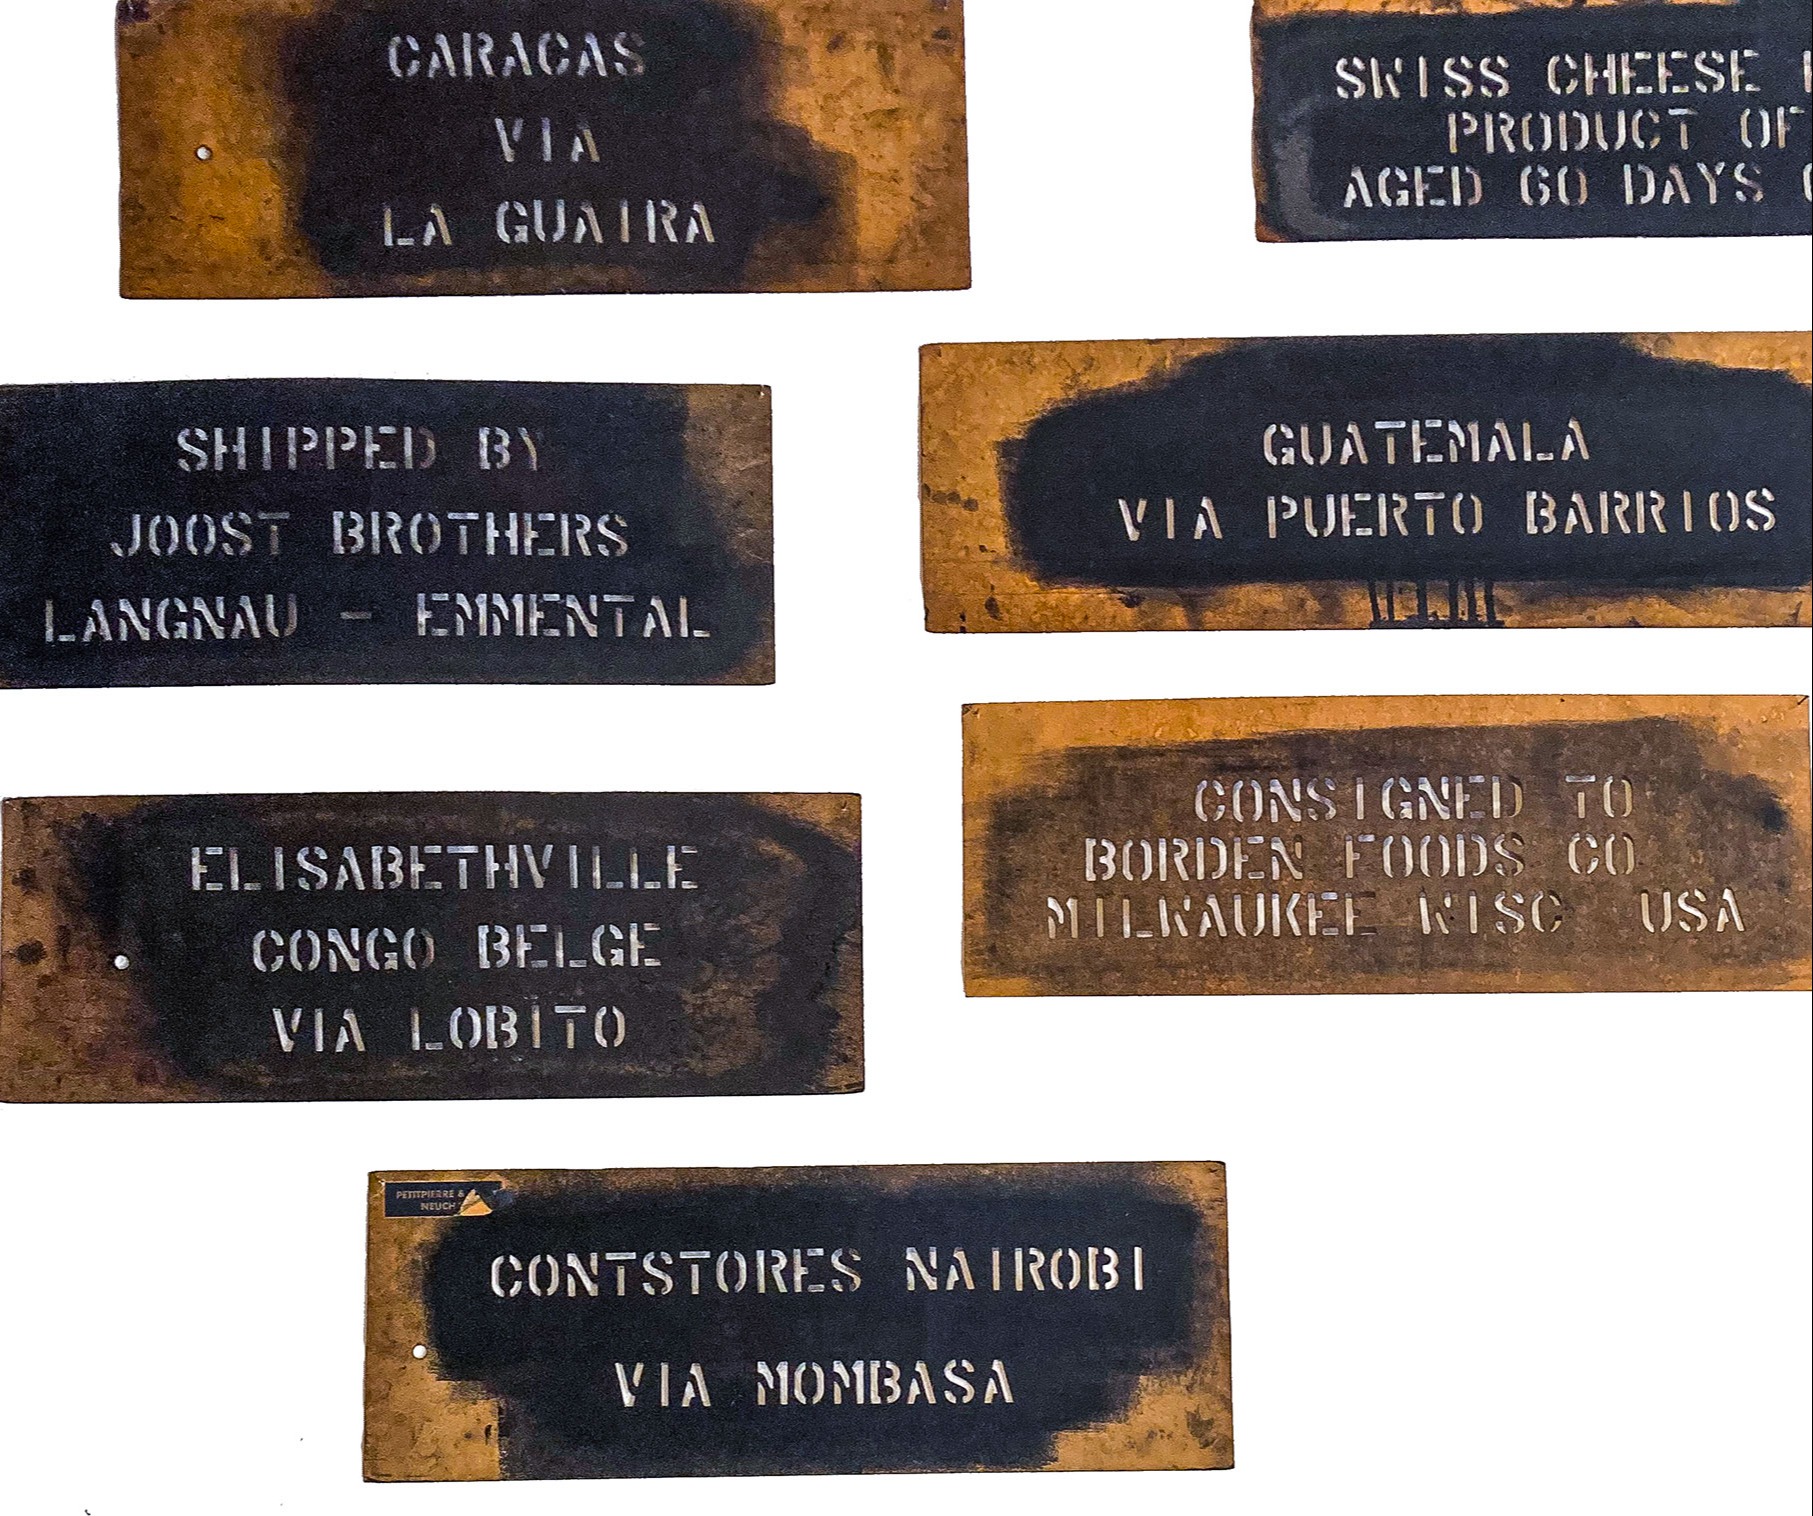 CARACAS
VIA
LA GUAIRA
SWISS CHEESE
PRODUCT OF
AGED 60 DAYS
SHIPPED BY
JOOST BROTHERS
LANGNAU - EMMENTAL
GUATEMALA
VIA PUERTO BARRIOS
ELISABETHVILLE
CONGO BELGE
VIA LOBITO
CONSIGNED TO
BORDEN FOODS CO
MILWAUKEE WISC USA
PETITPIERRE &
NEUCH
CONTSTORES NAIROBI
VIA MOMBASA